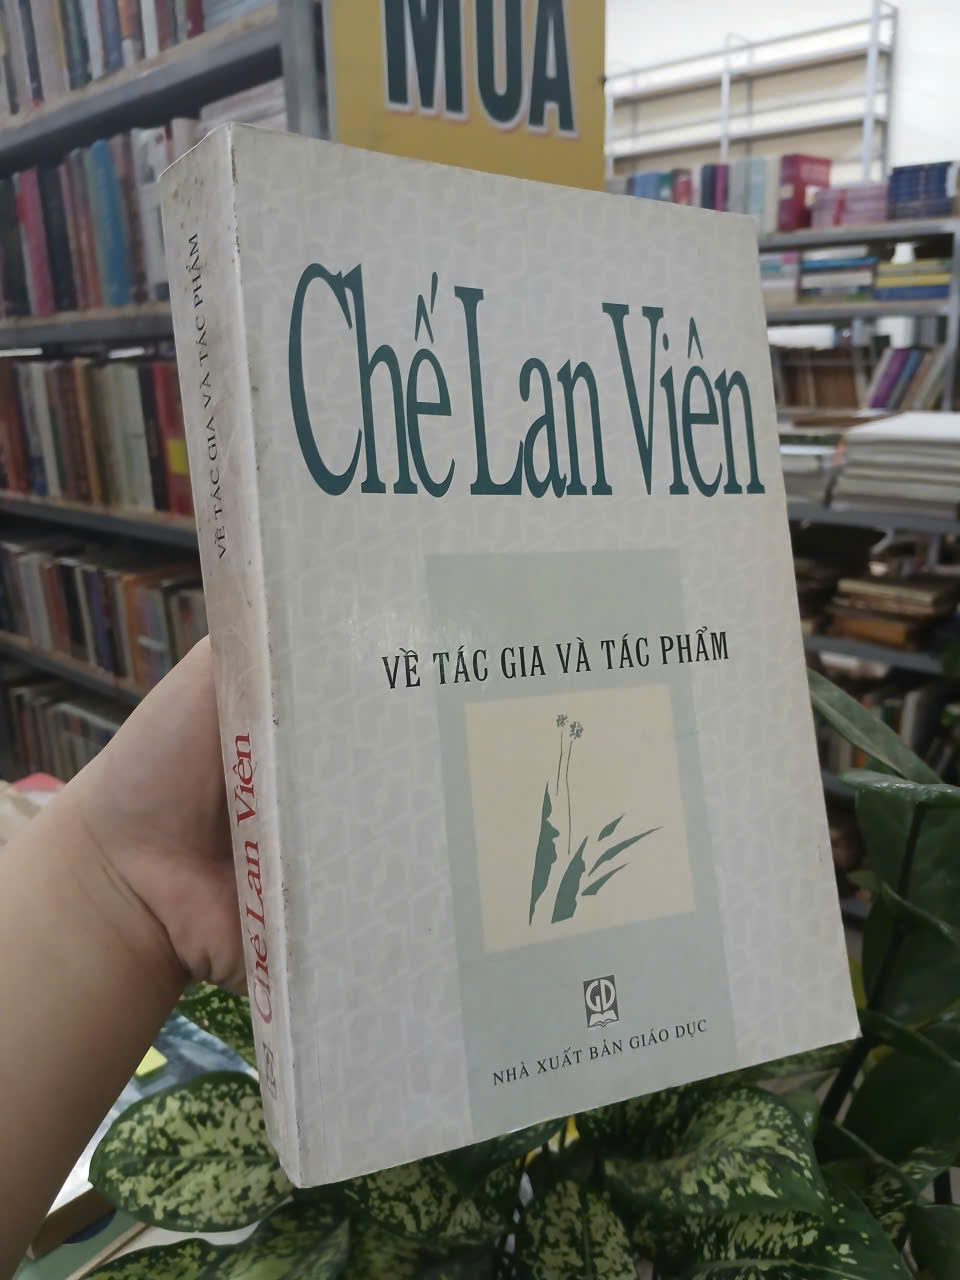 MUA
Chế Lan Viên
VỀ TÁC GIA VÀ TÁC PHẨM
GD
NHÀ XUẤT BẢN GIÁO DỤC
VỀ TÁC GIA VÀ TÁC PHẨM
Chế Lan Viên